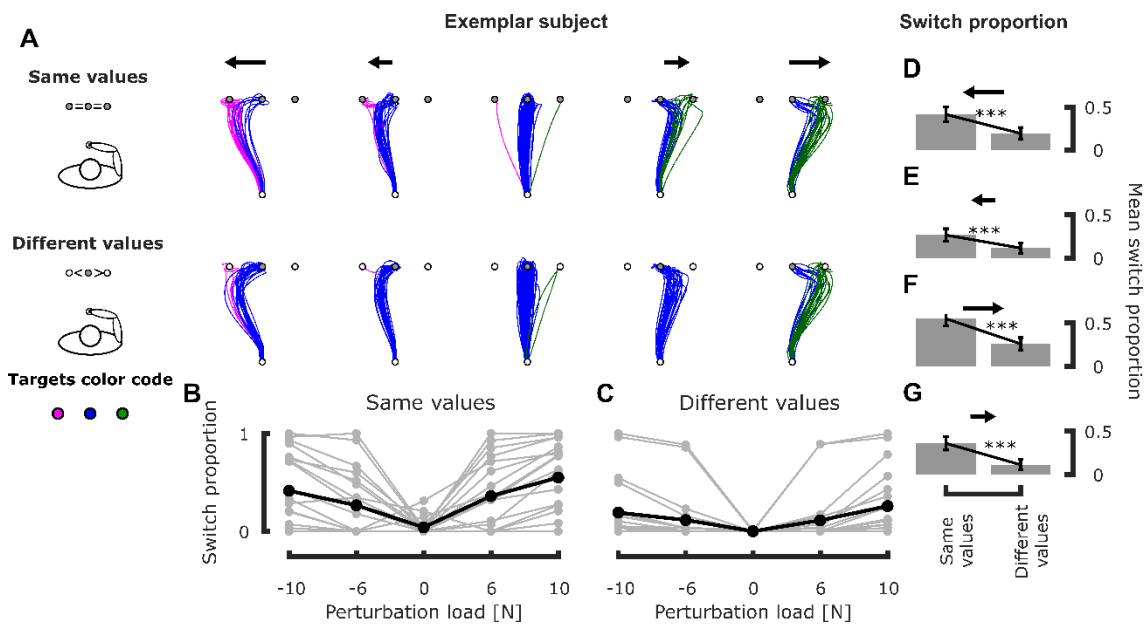 Exemplar subject
Switch proportion
A
Same values
=
=
Different values
<
>
Targets color code
B
Same values
Switch proportion
1
0
-10 -6 0 6 10
Perturbation load [N]
C
Different values
-10 -6 0 6 10
Perturbation load [N]
D
***
0.5
0
E
***
0.5
0
F
***
0.5
0
G
***
0.5
0
Mean switch proportion
Same
values
Different
values